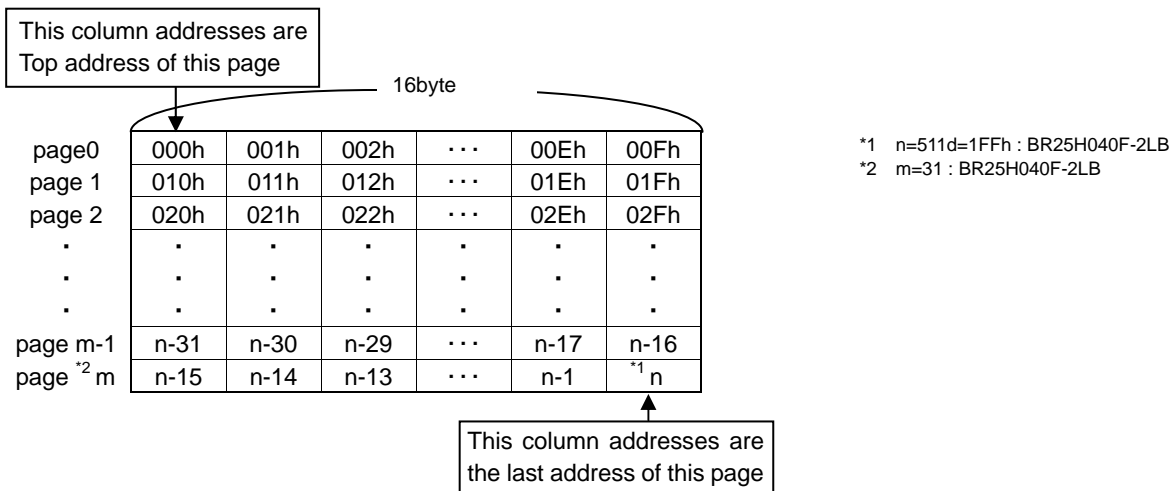 This column addresses are
Top address of this page
16byte
page0 000h 001h 002h ··· 00Eh 00Fh
page 1 010h 011h 012h ··· 01Eh 01Fh
page 2 020h 021h 022h ··· 02Eh 02Fh
· · · · · · ·
· · · · · · ·
· · · · · · ·
page m-1 n-31 n-30 n-29 ··· n-17 n-16
page *2 m n-15 n-14 n-13 ··· n-1 *1 n
This column addresses are
the last address of this page
*1 n=511d=1FFh : BR25H040F-2LB
*2 m=31 : BR25H040F-2LB